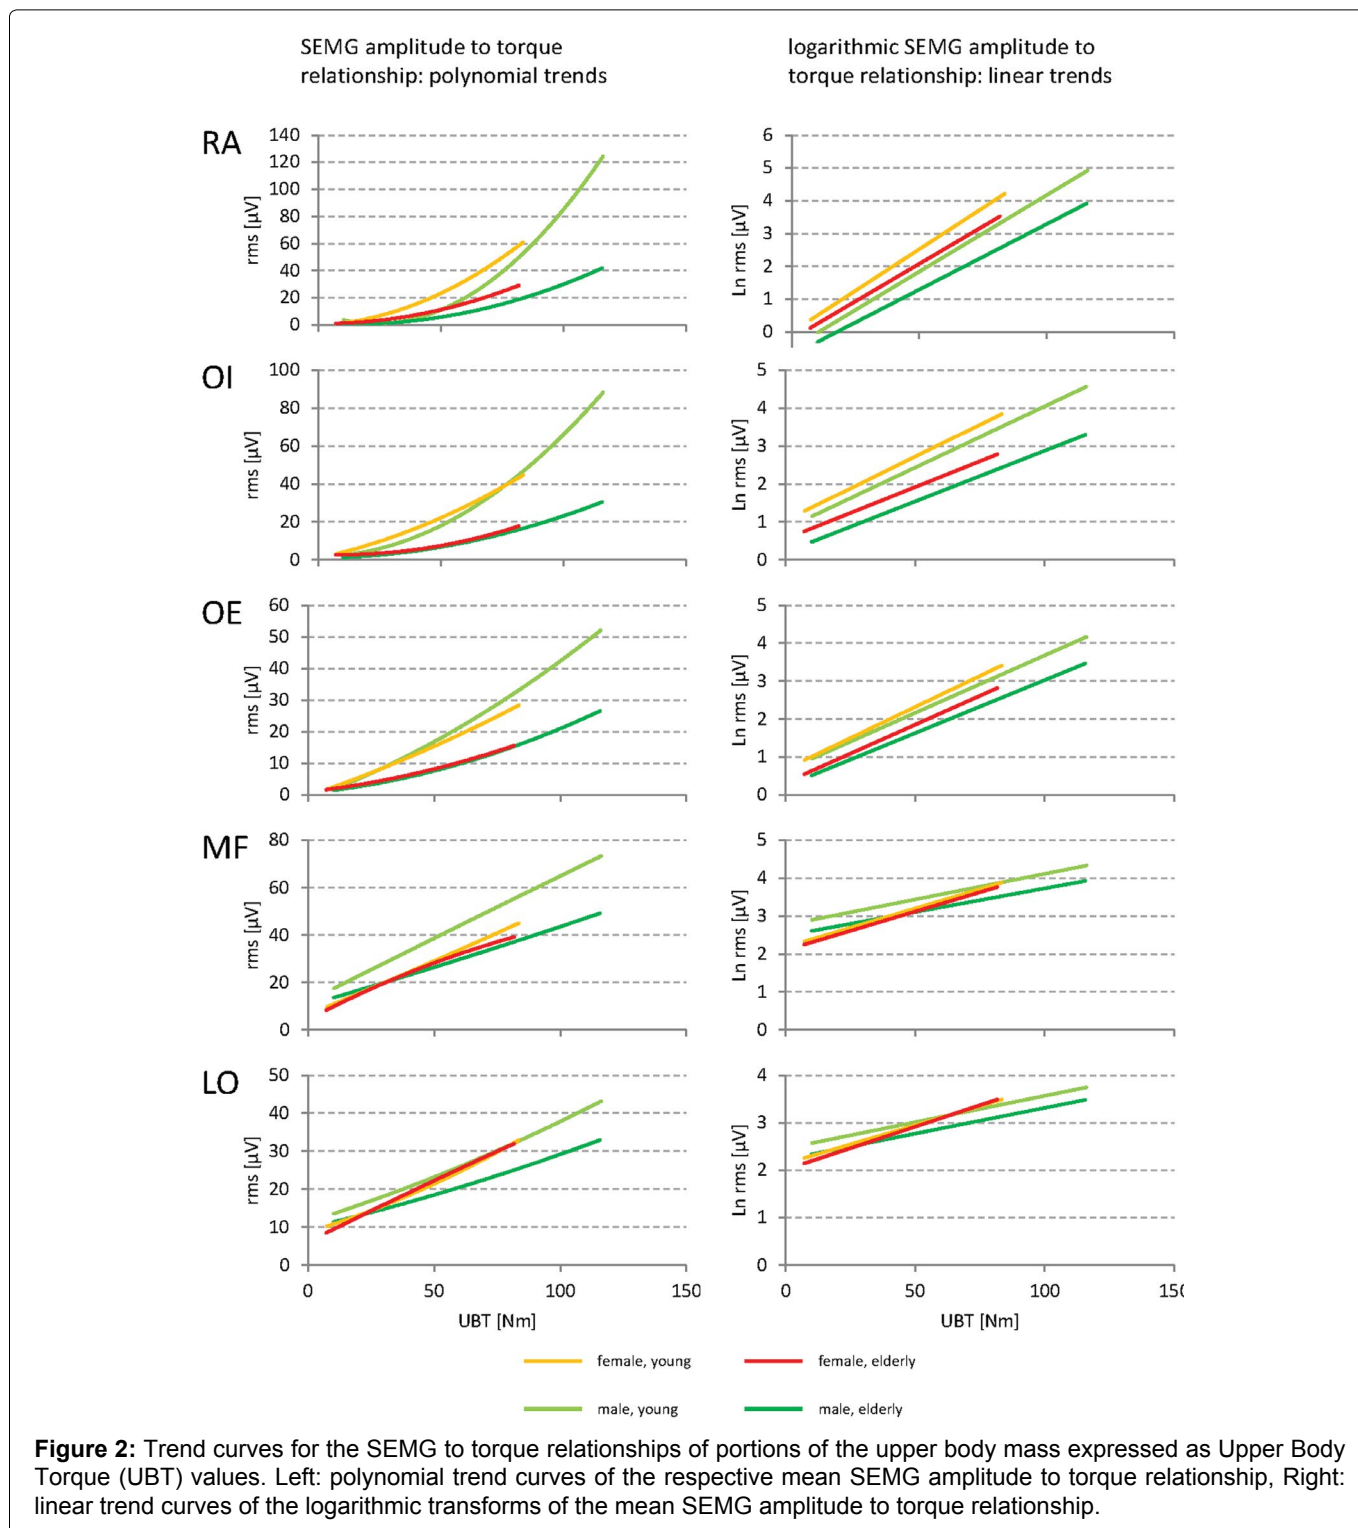 SEMG amplitude to torque
relationship: polynomial trends
logarithmic SEMG amplitude to
torque relationship: linear trends
RA
rms [µV]
140
120
100
80
60
40
20
0
Ln rms [µV]
6
5
4
3
2
1
0
OI
rms [µV]
100
80
60
40
20
0
Ln rms [µV]
5
4
3
2
1
0
OE
rms [µV]
60
50
40
30
20
10
0
Ln rms [µV]
5
4
3
2
1
0
MF
rms [µV]
80
60
40
20
0
Ln rms [µV]
5
4
3
2
1
0
LO
rms [µV]
50
40
30
20
10
0
0 50 100 150
UBT [Nm]
Ln rms [µV]
4
3
2
1
0
0 50 100 150
UBT [Nm]
female, young
female, elderly
male, young
male, elderly
Figure 2: Trend curves for the SEMG to torque relationships of portions of the upper body mass expressed as Upper Body
Torque (UBT) values. Left: polynomial trend curves of the respective mean SEMG amplitude to torque relationship, Right:
linear trend curves of the logarithmic transforms of the mean SEMG amplitude to torque relationship.